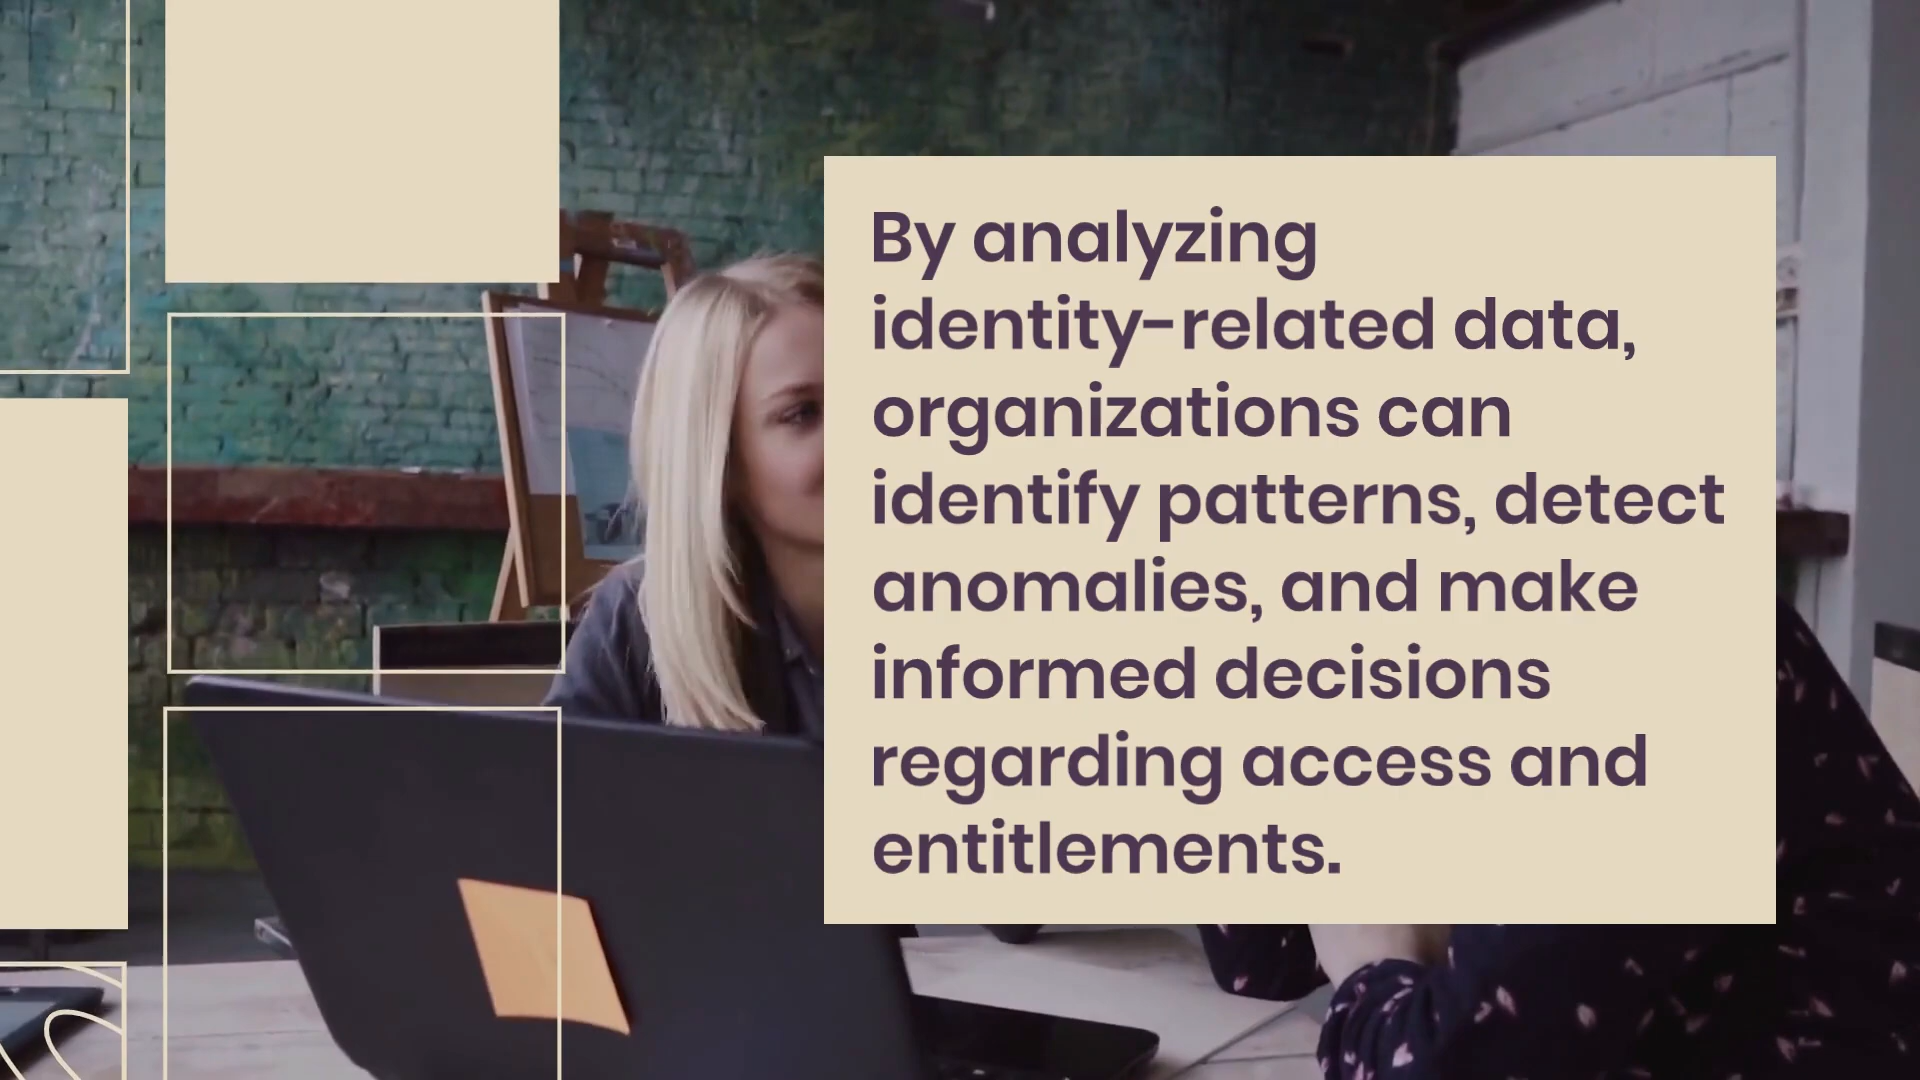 By analyzing
identity-related data,
organizations can
identify patterns, detect
anomalies, and make
informed decisions
regarding access and
entitlements.